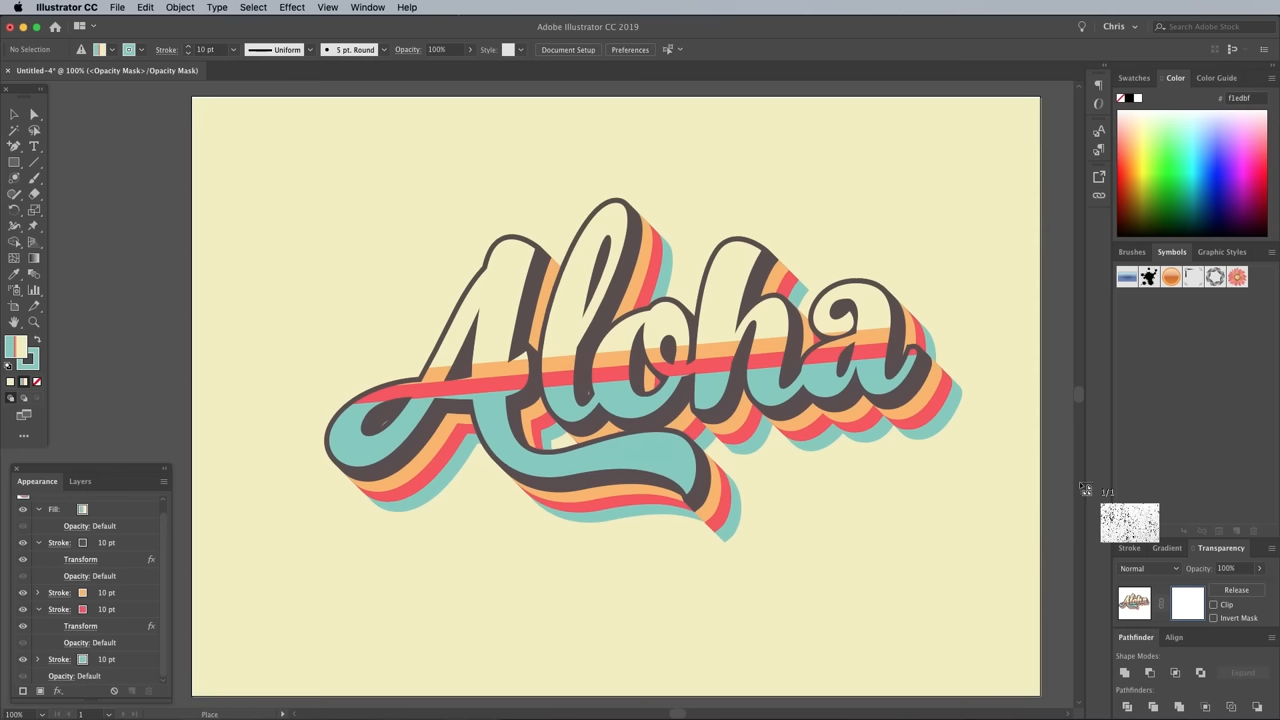 Illustrator CC File Edit Object Type Select Effect View Window Help
Adobe Illustrator CC 2019
Chris
Search Adobe Stock
No Selection
Stroke: 10 pt
Uniform
5 pt. Round
Opacity: 100%
Style:
Document Setup
Preferences
Untitled-4* @ 100% (<Opacity Mask>/Opacity Mask)
Swatches Color Color Guide
# f1edbf
Brushes Symbols Graphic Styles
Aloha
Appearance Layers
Fill:
Opacity: Default
Stroke: 10 pt
Transform fx
Opacity: Default
Stroke: 10 pt
Stroke: 10 pt
Transform fx
Opacity: Default
Stroke: 10 pt
Opacity: Default
fx
1/1
Stroke Gradient Transparency
Normal Opacity: 100%
Release
Clip
Invert Mask
Pathfinder Align
Shape Modes:
Expand
Pathfinders:
100% 1 Place